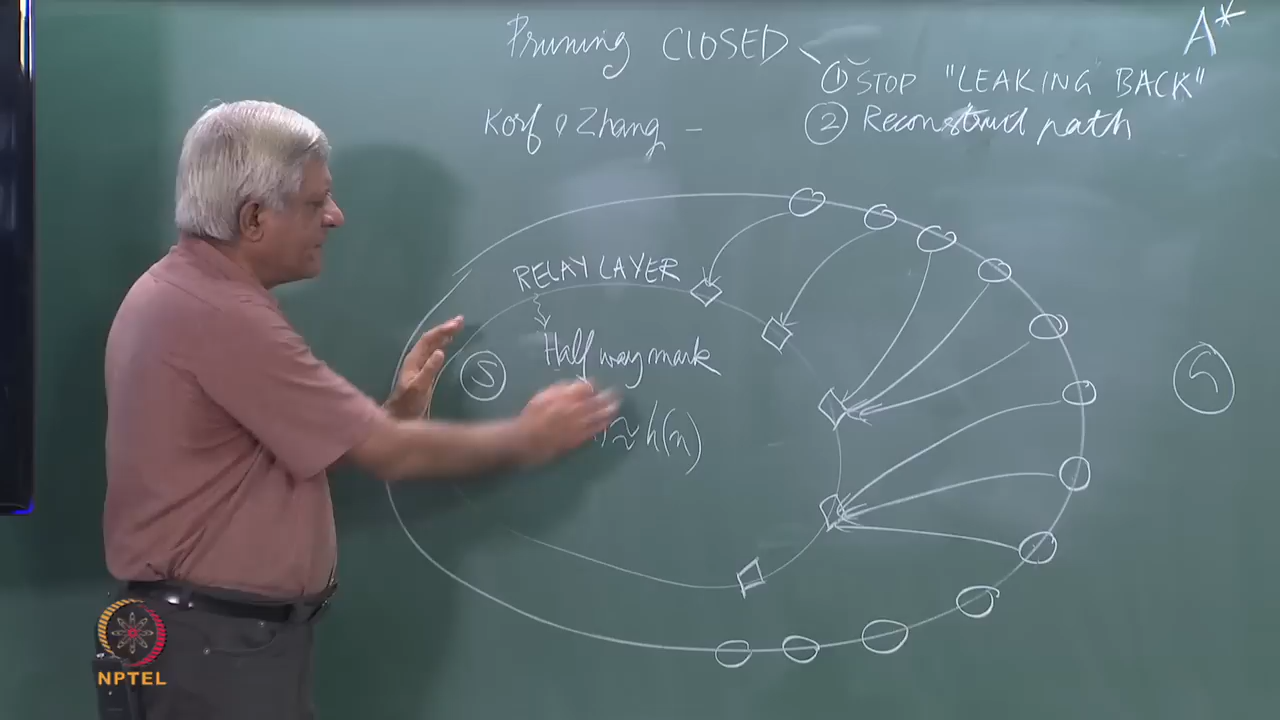 Pruning CLOSED
A*
① STOP "LEAKING BACK"
Korf & Zhang –
② Reconstruct path
RELAY LAYER
Half way mark
S
≈ h(n)
G
NPTEL